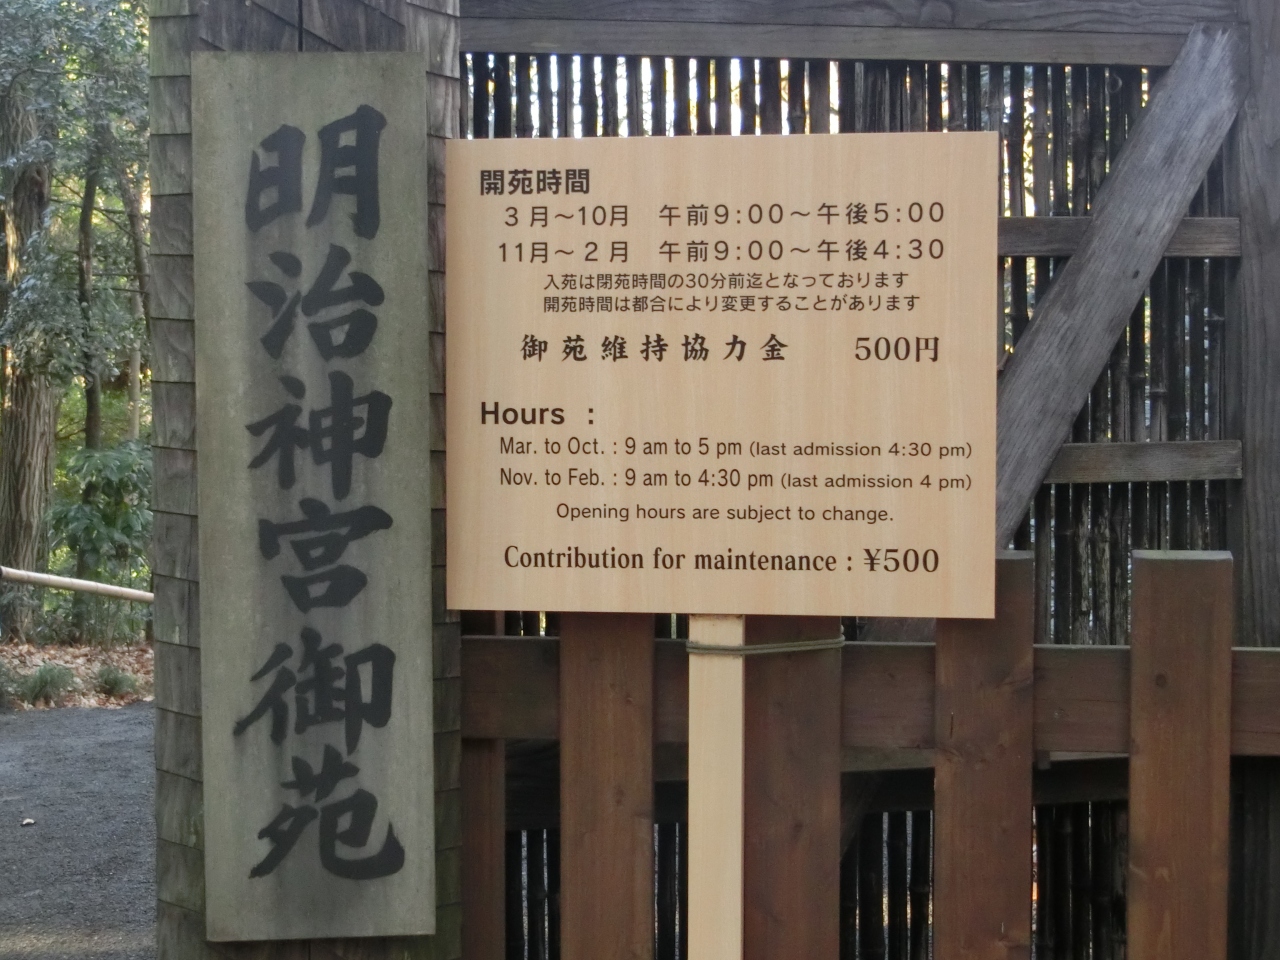 明治神宮御苑
開苑時間
3月～10月 午前9:00～午後5:00
11月～2月 午前9:00～午後4:30
入苑は閉苑時間の30分前迄となっております
開苑時間は都合により変更することがあります
御苑維持協力金 500円
Hours :
Mar. to Oct. : 9 am to 5 pm (last admission 4:30 pm)
Nov. to Feb. : 9 am to 4:30 pm (last admission 4 pm)
Opening hours are subject to change.
Contribution for maintenance : ¥500